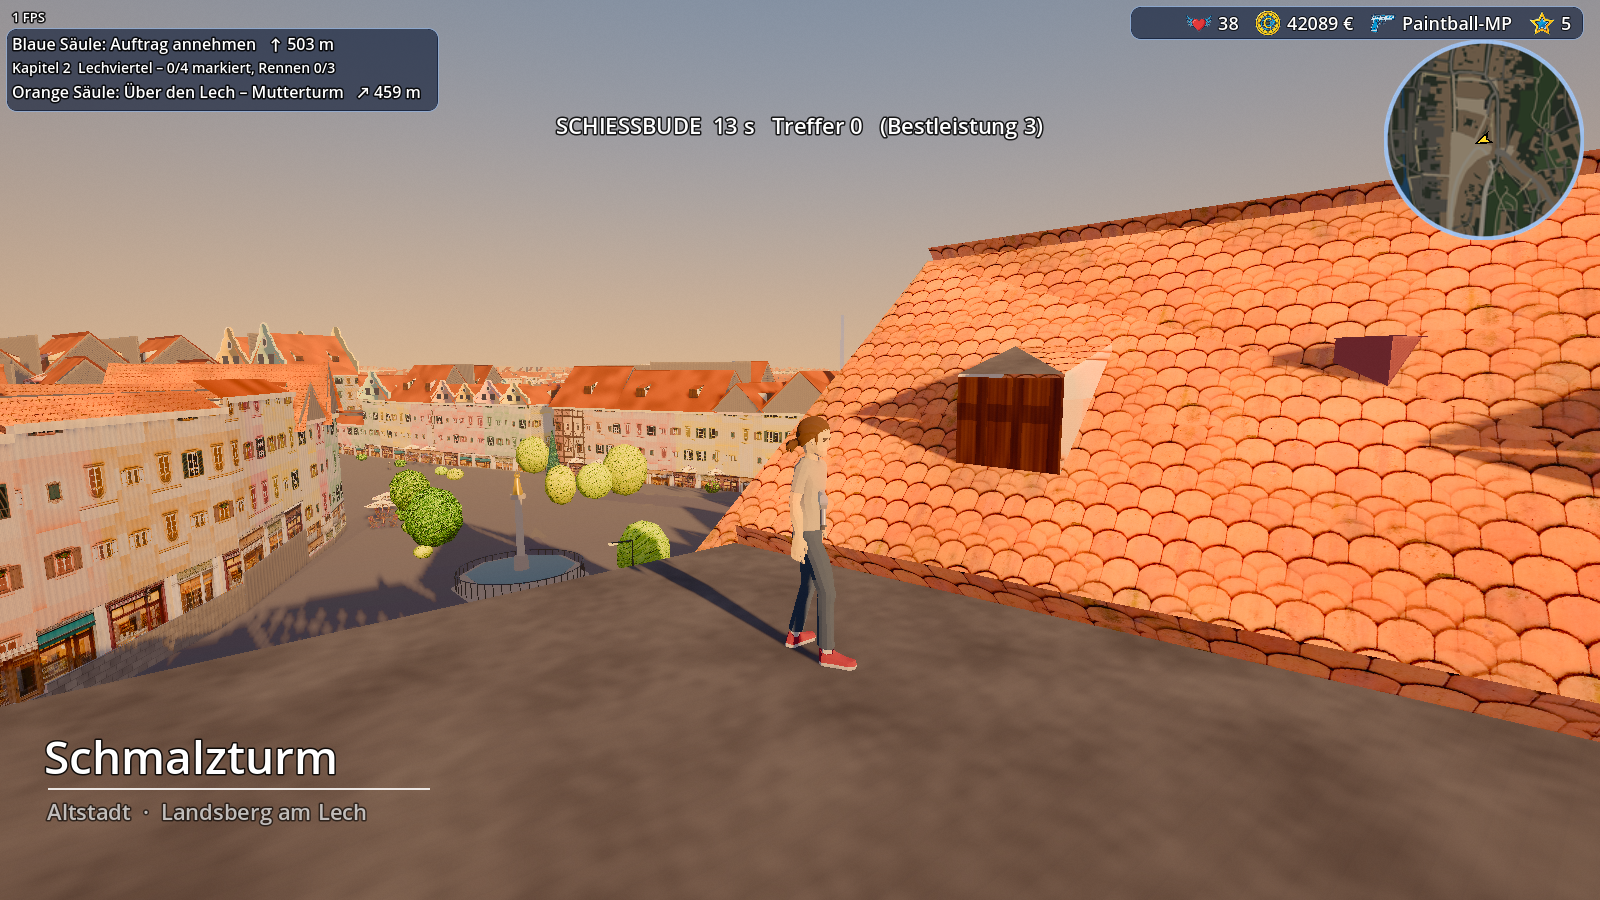 1 FPS
Blaue Säule: Auftrag annehmen ↑ 503 m
Kapitel 2 Lechviertel – 0/4 markiert, Rennen 0/3
Orange Säule: Über den Lech – Mutterturm ↗ 459 m
38 42089 € Paintball-MP 5
SCHIESSBUDE 13 s Treffer 0 (Bestleistung 3)
Schmalzturm
Altstadt · Landsberg am Lech